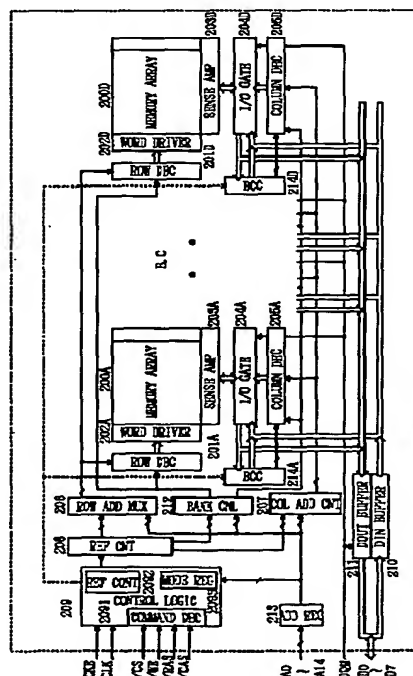 200D
MEMORY ARRAY
202D
WORD DRIVER
SENSE AMP
203D
201D
ROW DEC
204D
I/O GATE
205D
COLUMN DEC
BCC
214D
B,C
200A
MEMORY ARRAY
202A
WORD DRIVER
SENSE AMP
203A
201A
ROW DEC
204A
I/O GATE
205A
COLUMN DEC
BCC
214A
208
ROW ADD MUX
212
BANK CNL
207
COL ADD CNT
206
REF CNT
209
2091
REF CONT
2092
MODE REG
CONTROL LOGIC
COMMAND DEC
2093
213
ADD REG
211
DOUT BUFFER
DIN BUFFER
210
CKE
CLK
/CS
/WE
/RAS
/CAS
A0
~
A14
DQM
D0
~
D7